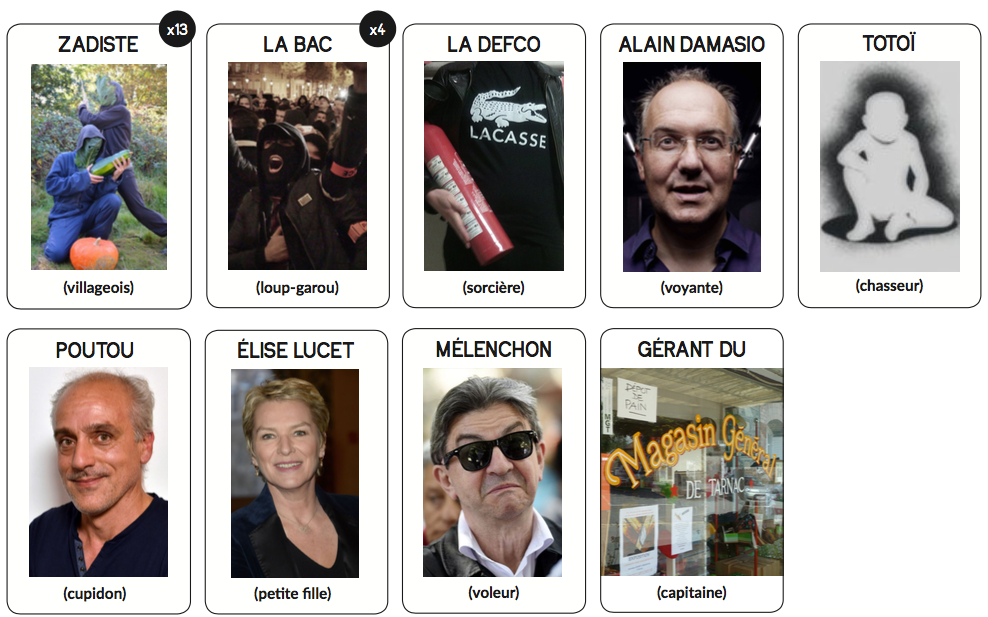 x13
ZADISTE
(villageois)
x4
LA BAC
(loup-garou)
LA DEFCO
LACASSE
(sorcière)
ALAIN DAMASIO
(voyante)
TOTOÏ
(chasseur)
POUTOU
(cupidon)
ÉLISE LUCET
(petite fille)
MÉLENCHON
(voleur)
GÉRANT DU
DEPOT
DE
PAIN
Magasin Général
DE TARNAC
(capitaine)